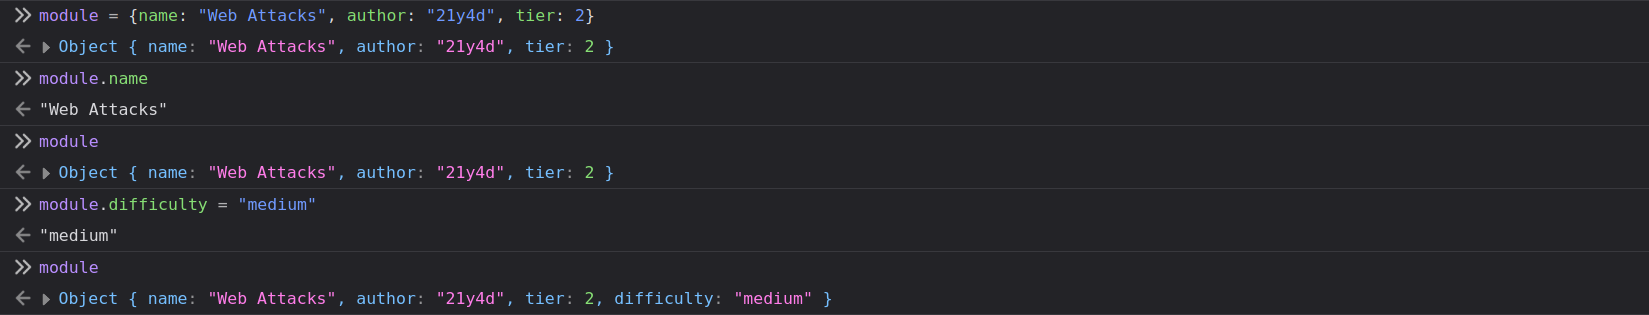 module = {name: "Web Attacks", author: "21y4d", tier: 2}
Object { name: "Web Attacks", author: "21y4d", tier: 2 }
module.name
"Web Attacks"
module
Object { name: "Web Attacks", author: "21y4d", tier: 2 }
module.difficulty = "medium"
"medium"
module
Object { name: "Web Attacks", author: "21y4d", tier: 2, difficulty: "medium" }